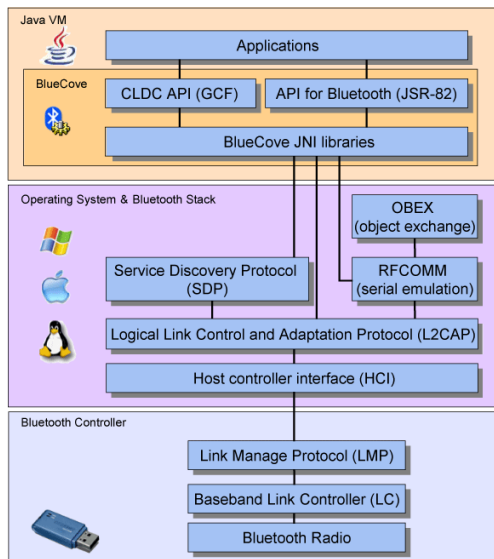 Java VM
Applications
BlueCove
CLDC API (GCF)
API for Bluetooth (JSR-82)
BlueCove JNI libraries
Operating System & Bluetooth Stack
OBEX
(object exchange)
Service Discovery Protocol
(SDP)
RFCOMM
(serial emulation)
Logical Link Control and Adaptation Protocol (L2CAP)
Host controller interface (HCI)
Bluetooth Controller
Link Manage Protocol (LMP)
Baseband Link Controller (LC)
Bluetooth Radio